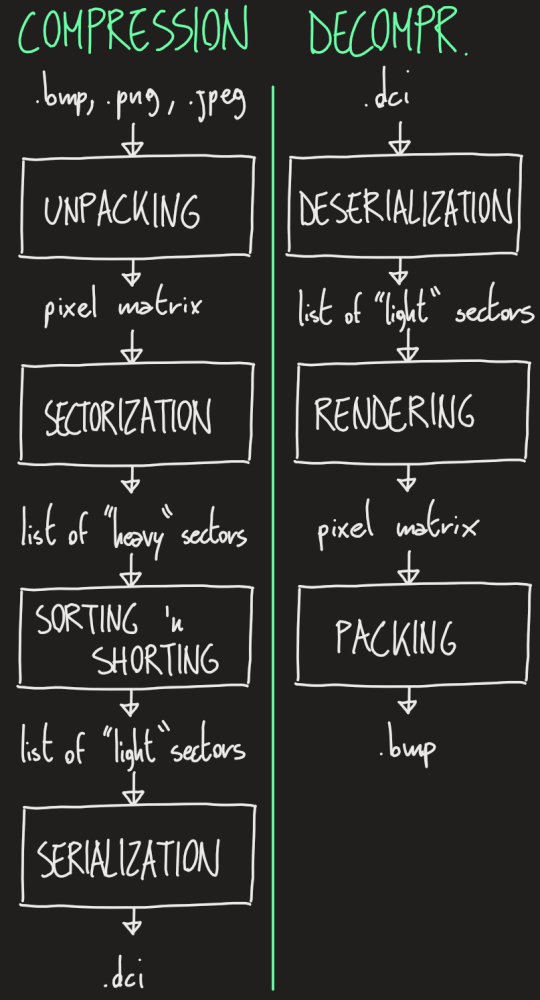 COMPRESSION
.bmp, .png, .jpeg
UNPACKING
pixel matrix
SECTORIZATION
list of "heavy" sectors
SORTING 'n
SHORTING
list of "light" sectors
SERIALIZATION
.dci
DECOMPR.
.dci
DESERIALIZATION
list of "light" sectors
RENDERING
pixel matrix
PACKING
.bmp